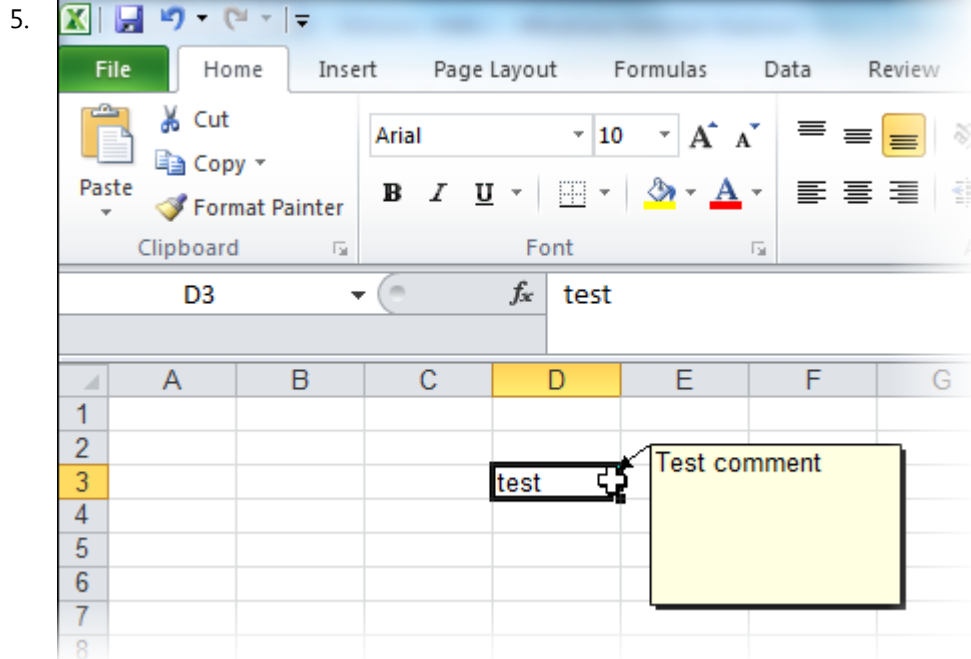 5.
File Home Insert Page Layout Formulas Data Review
Cut
Arial 10 A A
Copy
Paste
B I U A
Format Painter
Clipboard Font
D3 fx test
A B C D E F G
1
2
Test comment
3 test
4
5
6
7
8